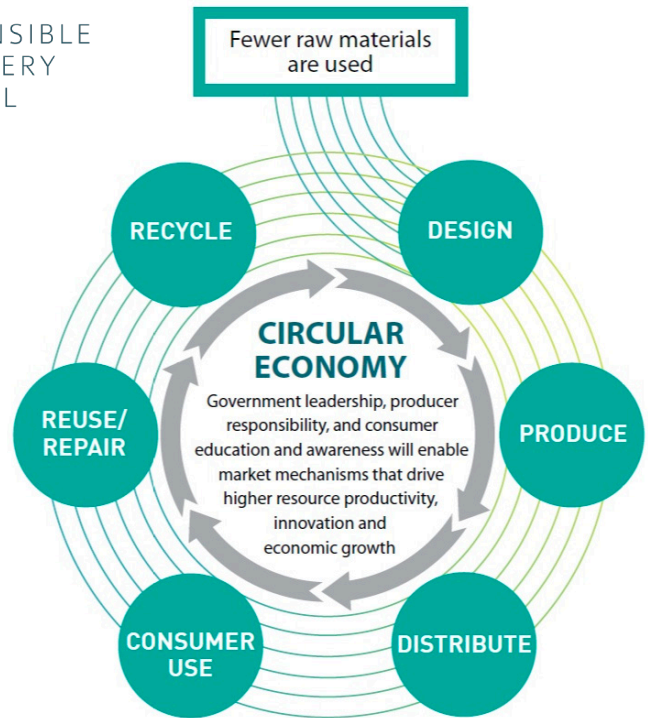 NSIBLE
ERY
L
Fewer raw materials
are used
RECYCLE
DESIGN
CIRCULAR
ECONOMY
Government leadership, producer
responsibility, and consumer
education and awareness will enable
market mechanisms that drive
higher resource productivity,
innovation and
economic growth
REUSE/
REPAIR
PRODUCE
CONSUMER
USE
DISTRIBUTE